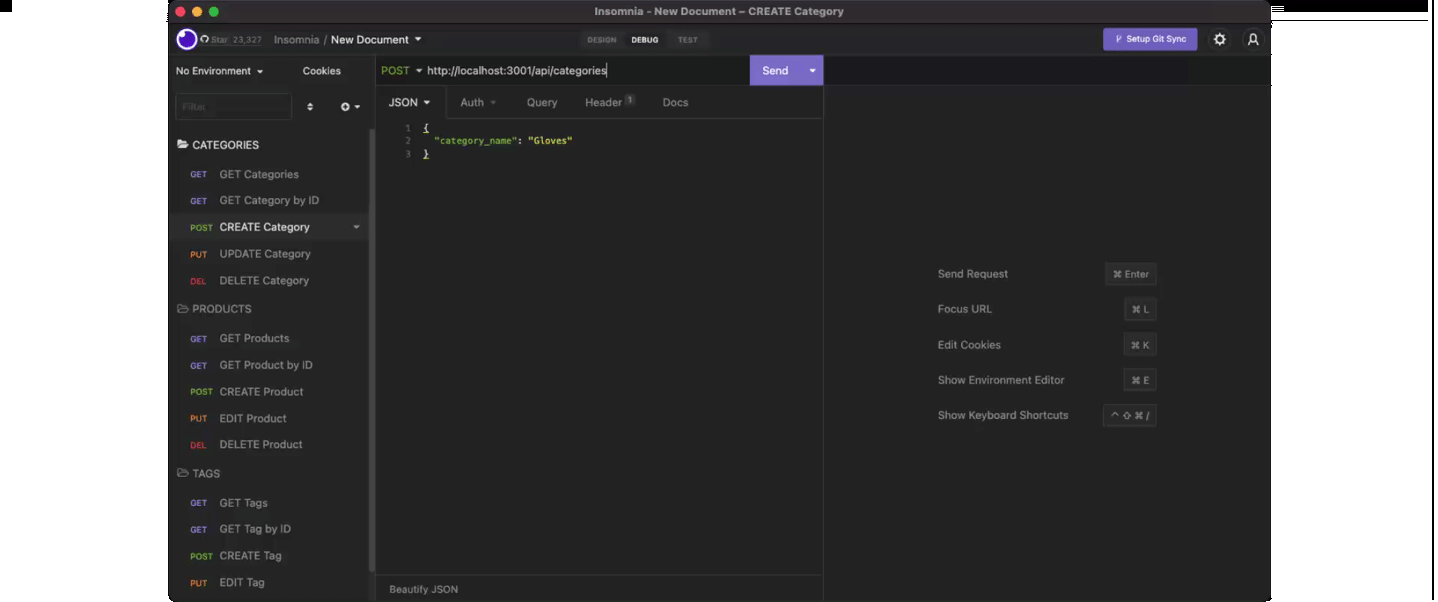 Insomnia - New Document – CREATE Category
Star 23,327
Insomnia / New Document
DESIGN DEBUG TEST
Setup Git Sync
No Environment Cookies
POST http://localhost:3001/api/categories
Send
Filter
JSON Auth Query Header 1 Docs
1 {
2 "category_name": "Gloves"
3 }
CATEGORIES
GET GET Categories
GET GET Category by ID
POST CREATE Category
PUT UPDATE Category
DEL DELETE Category
PRODUCTS
GET GET Products
GET GET Product by ID
POST CREATE Product
PUT EDIT Product
DEL DELETE Product
TAGS
GET GET Tags
GET GET Tag by ID
POST CREATE Tag
PUT EDIT Tag
Send Request ⌘ Enter
Focus URL ⌘ L
Edit Cookies ⌘ K
Show Environment Editor ⌘ E
Show Keyboard Shortcuts ⌃ ⇧ ⌘ /
Beautify JSON